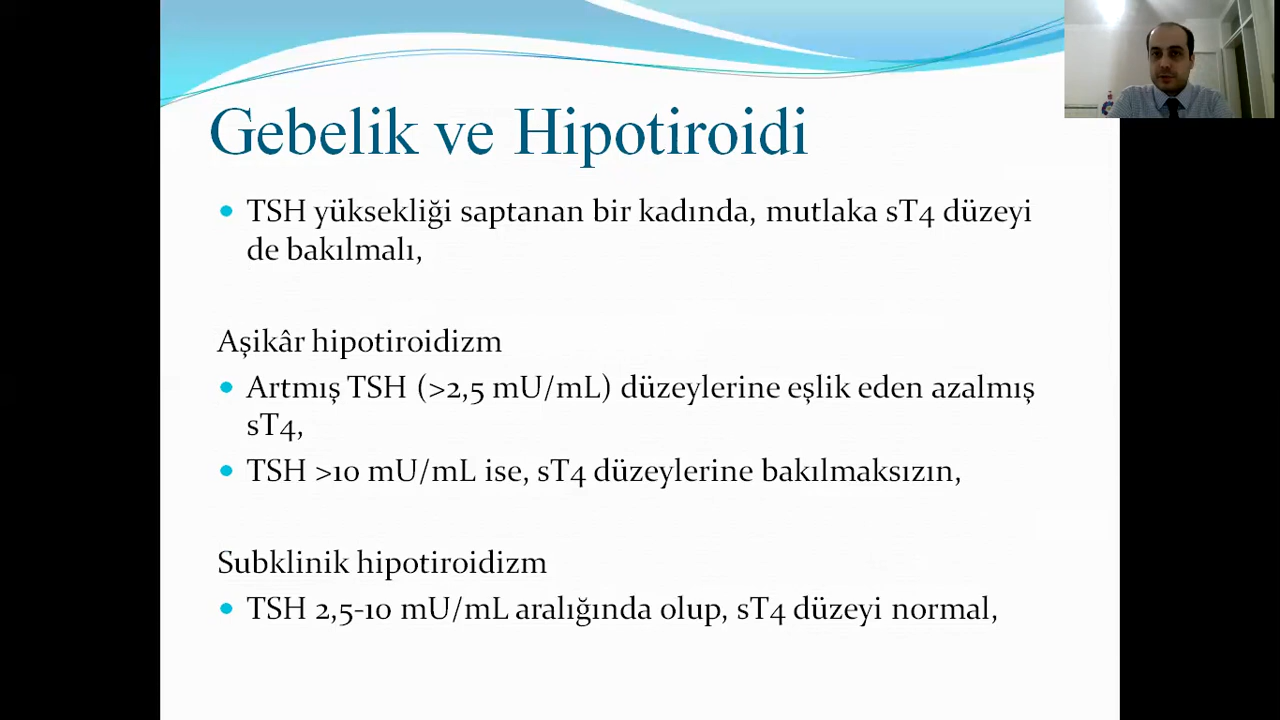 Gebelik ve Hipotiroidi
• TSH yüksekliği saptanan bir kadında, mutlaka sT4 düzeyi
de bakılmalı,
Aşikâr hipotiroidizm
• Artmış TSH (>2,5 mU/mL) düzeylerine eşlik eden azalmış
sT4,
• TSH >10 mU/mL ise, sT4 düzeylerine bakılmaksızın,
Subklinik hipotiroidizm
• TSH 2,5-10 mU/mL aralığında olup, sT4 düzeyi normal,